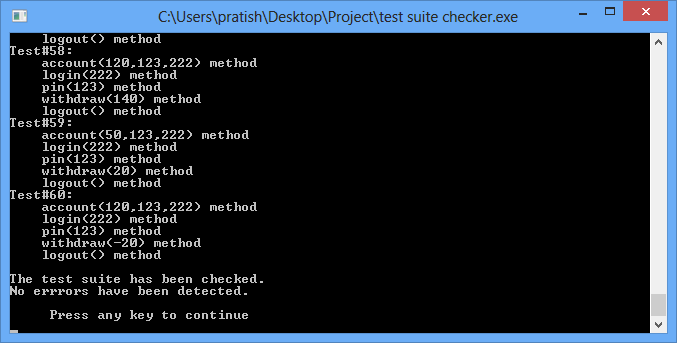 C:\Users\pratish\Desktop\Project\test suite checker.exe
logout() method
Test#58:
account(120,123,222) method
login(222) method
pin(123) method
withdraw(140) method
logout() method
Test#59:
account(50,123,222) method
login(222) method
pin(123) method
withdraw(20) method
logout() method
Test#60:
account(120,123,222) method
login(222) method
pin(123) method
withdraw(-20) method
logout() method
The test suite has been checked.
No errrors have been detected.
Press any key to continue